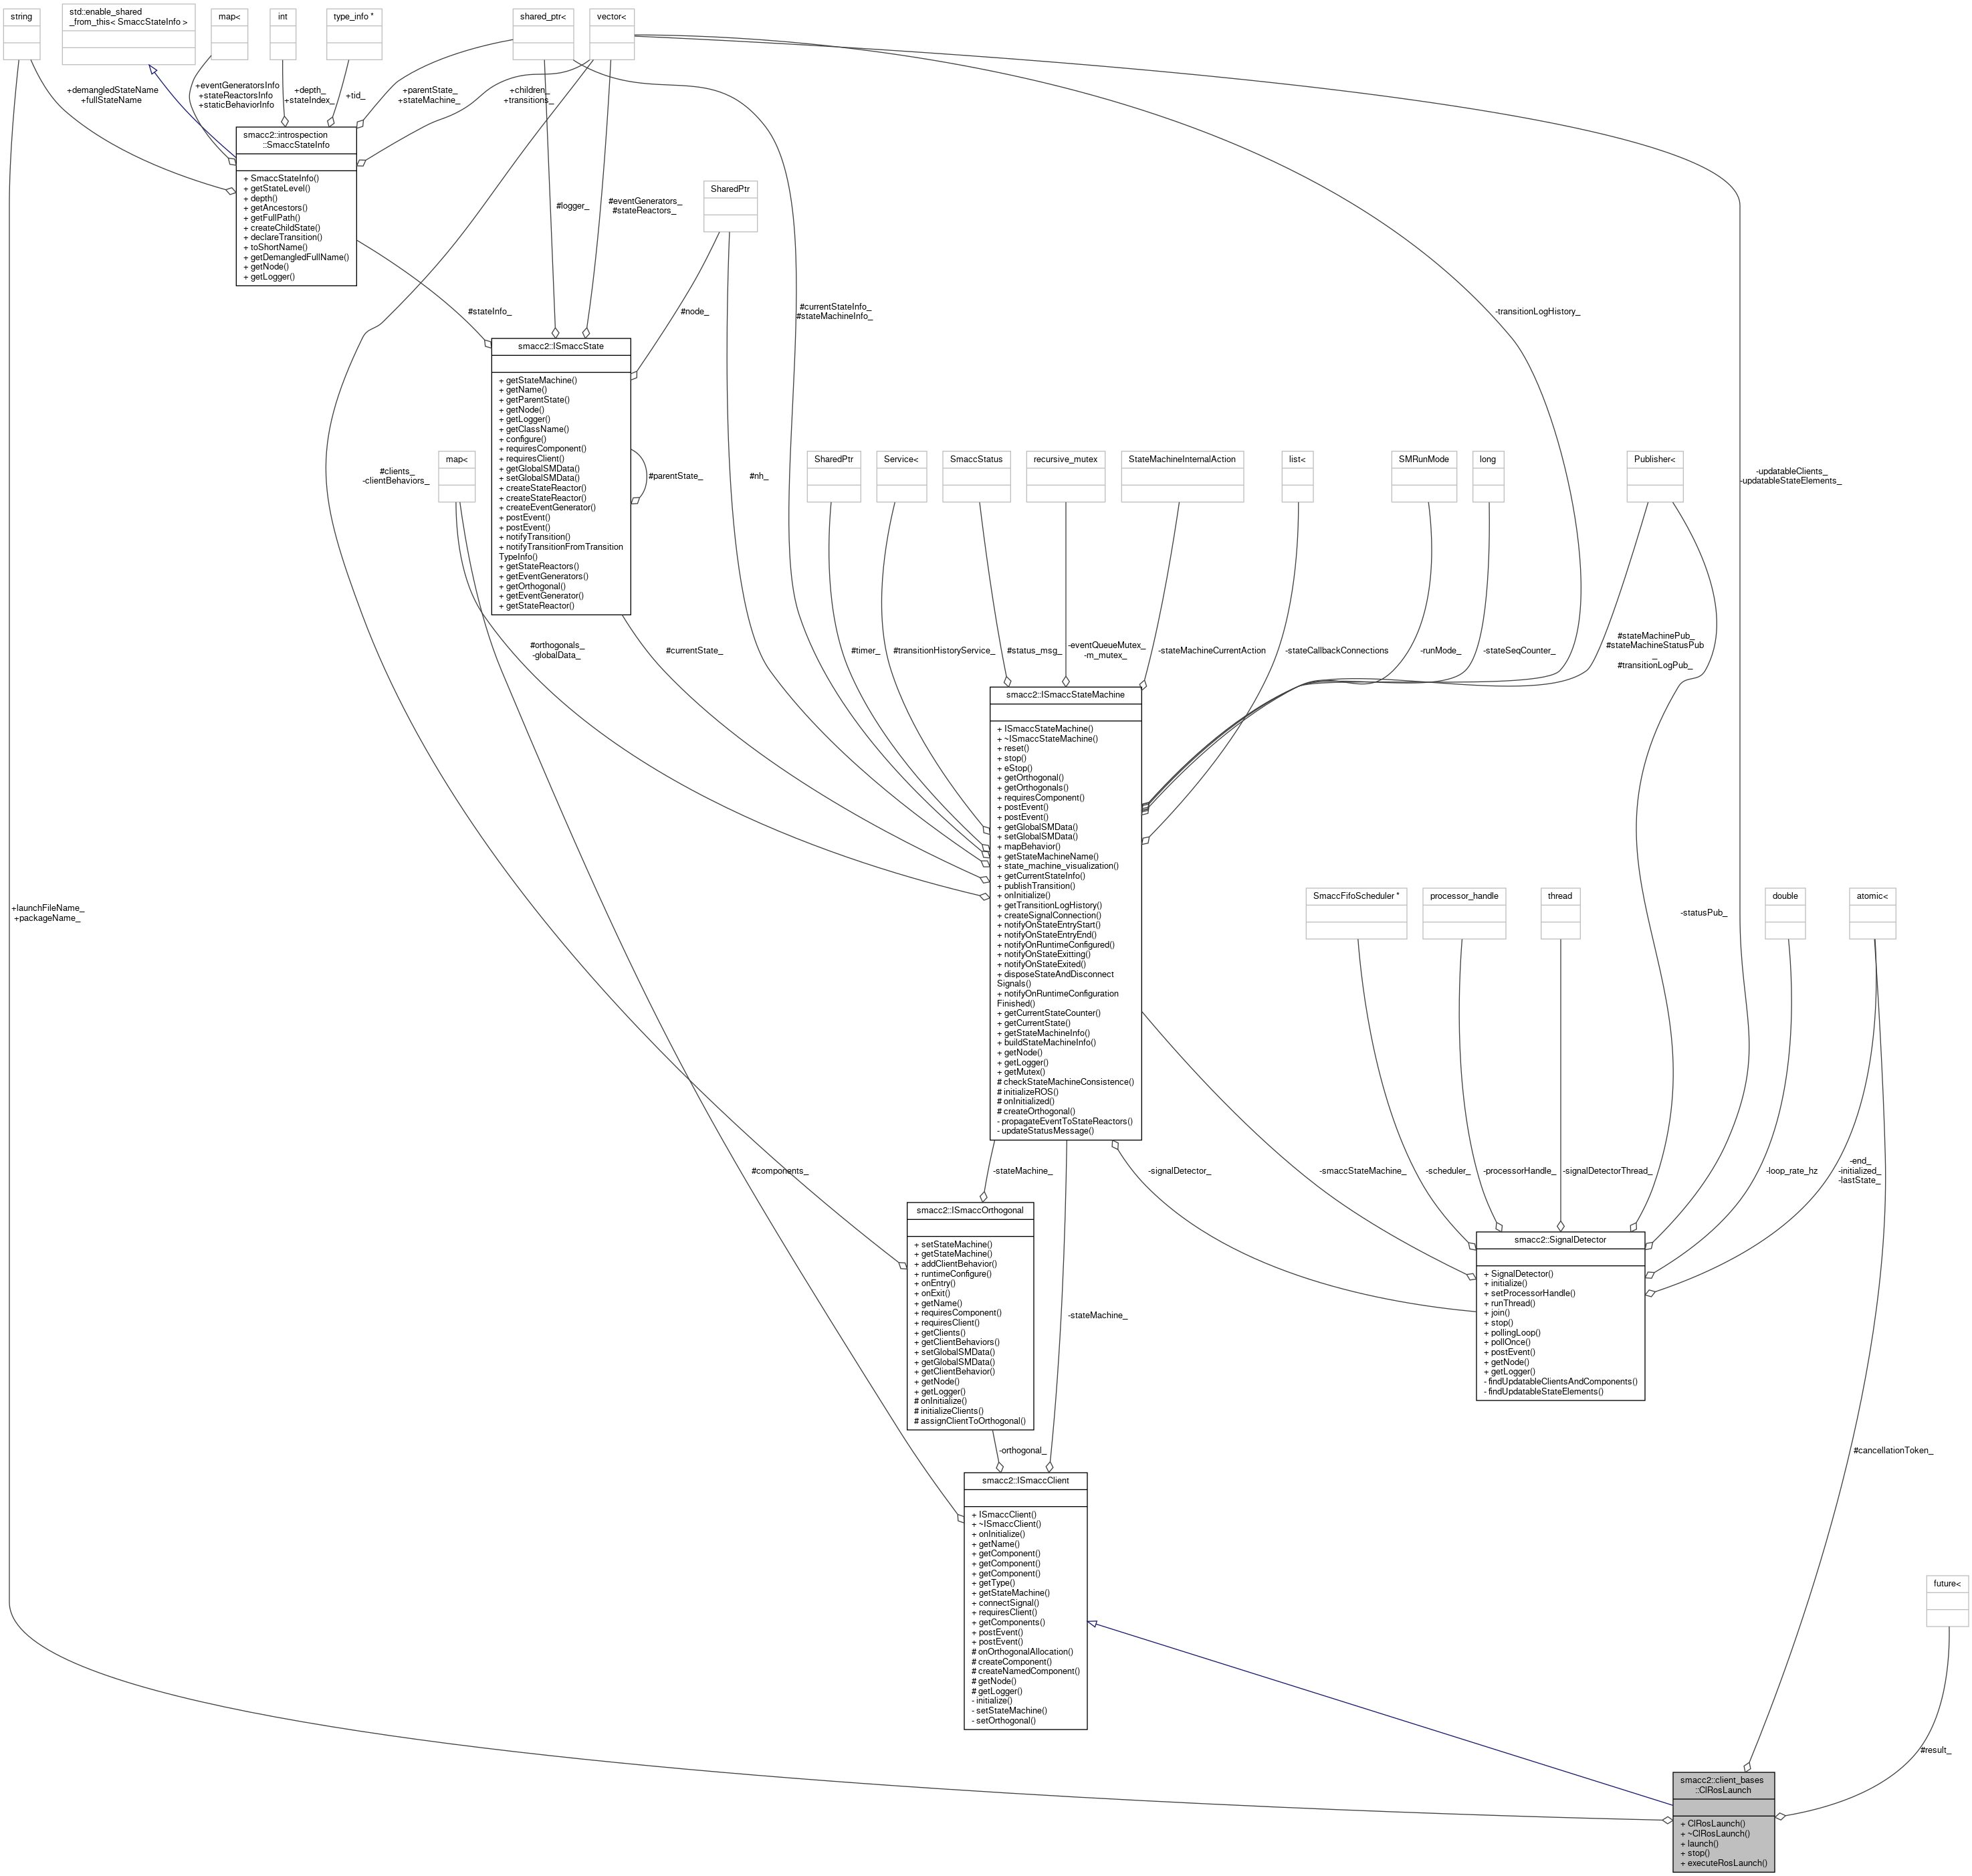 string
std::enable_shared
_from_this< SmaccStateInfo >
map<
int
type_info *
shared_ptr<
vector<
+demangledStateName
+fullStateName
+eventGeneratorsInfo
+stateReactorsInfo
+staticBehaviorInfo
+depth_
+stateIndex_
+tid_
+parentState_
+stateMachine_
+children_
+transitions_
smacc2::introspection
::SmaccStateInfo
+ SmaccStateInfo()
+ getStateLevel()
+ depth()
+ getAncestors()
+ getFullPath()
+ createChildState()
+ declareTransition()
+ toShortName()
+ getDemangledFullName()
+ getNode()
+ getLogger()
#logger_
#eventGenerators_
#stateReactors_
SharedPtr
#stateInfo_
#node_
#currentStateInfo_
#stateMachineInfo_
-transitionLogHistory_
smacc2::ISmaccState
+ getStateMachine()
+ getName()
+ getParentState()
+ getNode()
+ getLogger()
+ getClassName()
+ configure()
+ requiresComponent()
+ requiresClient()
+ getGlobalSMData()
+ setGlobalSMData()
+ createStateReactor()
+ createStateReactor()
+ createEventGenerator()
+ postEvent()
+ postEvent()
+ notifyTransition()
+ notifyTransitionFromTransition
TypeInfo()
+ getStateReactors()
+ getEventGenerators()
+ getOrthogonal()
+ getEventGenerator()
+ getStateReactor()
#clients_
-clientBehaviors_
map<
#parentState_
#nh_
SharedPtr
Service<
SmaccStatus
recursive_mutex
StateMachineInternalAction
list<
SMRunMode
long
Publisher<
-updatableClients_
-updatableStateElements_
#orthogonals_
-globalData_
#currentState_
#timer_
#transitionHistoryService_
#status_msg_
-eventQueueMutex_
-m_mutex_
-stateMachineCurrentAction
-stateCallbackConnections
-runMode_
-stateSeqCounter_
#stateMachinePub_
#stateMachineStatusPub
_
#transitionLogPub_
smacc2::ISmaccStateMachine
+ ISmaccStateMachine()
+ ~ISmaccStateMachine()
+ reset()
+ stop()
+ eStop()
+ getOrthogonal()
+ getOrthogonals()
+ requiresComponent()
+ postEvent()
+ postEvent()
+ getGlobalSMData()
+ setGlobalSMData()
+ mapBehavior()
+ getStateMachineName()
+ state_machine_visualization()
+ getCurrentStateInfo()
+ publishTransition()
+ onInitialize()
+ getTransitionLogHistory()
+ createSignalConnection()
+ notifyOnStateEntryStart()
+ notifyOnStateEntryEnd()
+ notifyOnRuntimeConfigured()
+ notifyOnStateExitting()
+ notifyOnStateExited()
+ disposeStateAndDisconnect
Signals()
+ notifyOnRuntimeConfiguration
Finished()
+ getCurrentStateCounter()
+ getCurrentState()
+ getStateMachineInfo()
+ buildStateMachineInfo()
+ getNode()
+ getLogger()
+ getMutex()
# checkStateMachineConsistence()
# initializeROS()
# onInitialized()
# createOrthogonal()
- propagateEventToStateReactors()
- updateStatusMessage()
+launchFileName_
+packageName_
SmaccFifoScheduler *
processor_handle
thread
double
atomic<
-statusPub_
#components_
-stateMachine_
-signalDetector_
-smaccStateMachine_
-scheduler_
-processorHandle_
-signalDetectorThread_
-loop_rate_hz
-end_
-initialized_
-lastState_
smacc2::ISmaccOrthogonal
+ setStateMachine()
+ getStateMachine()
+ addClientBehavior()
+ runtimeConfigure()
+ onEntry()
+ onExit()
+ getName()
+ requiresComponent()
+ requiresClient()
+ getClients()
+ getClientBehaviors()
+ setGlobalSMData()
+ getGlobalSMData()
+ getClientBehavior()
+ getNode()
+ getLogger()
# onInitialize()
# initializeClients()
# assignClientToOrthogonal()
-stateMachine_
smacc2::SignalDetector
+ SignalDetector()
+ initialize()
+ setProcessorHandle()
+ runThread()
+ join()
+ stop()
+ pollingLoop()
+ pollOnce()
+ postEvent()
+ getNode()
+ getLogger()
- findUpdatableClientsAndComponents()
- findUpdatableStateElements()
-orthogonal_
#cancellationToken_
smacc2::ISmaccClient
+ ISmaccClient()
+ ~ISmaccClient()
+ onInitialize()
+ getName()
+ getComponent()
+ getComponent()
+ getComponent()
+ getType()
+ getStateMachine()
+ connectSignal()
+ requiresClient()
+ getComponents()
+ postEvent()
+ postEvent()
# onOrthogonalAllocation()
# createComponent()
# createNamedComponent()
# getNode()
# getLogger()
- initialize()
- setStateMachine()
- setOrthogonal()
future<
#result_
smacc2::client_bases
::ClRosLaunch
+ ClRosLaunch()
+ ~ClRosLaunch()
+ launch()
+ stop()
+ executeRosLaunch()